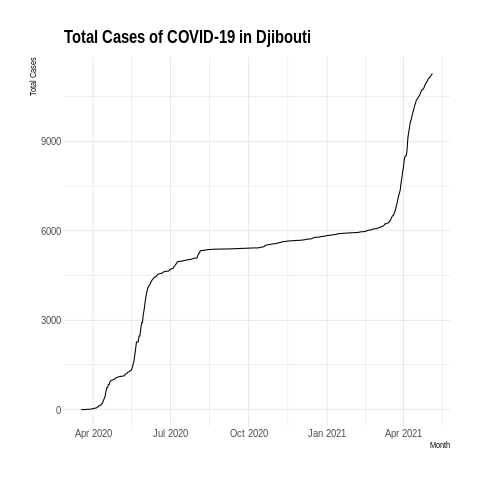 Total Cases of COVID-19 in Djibouti
Total Cases
9000
6000
3000
0
Apr 2020 Jul 2020 Oct 2020 Jan 2021 Apr 2021
Month